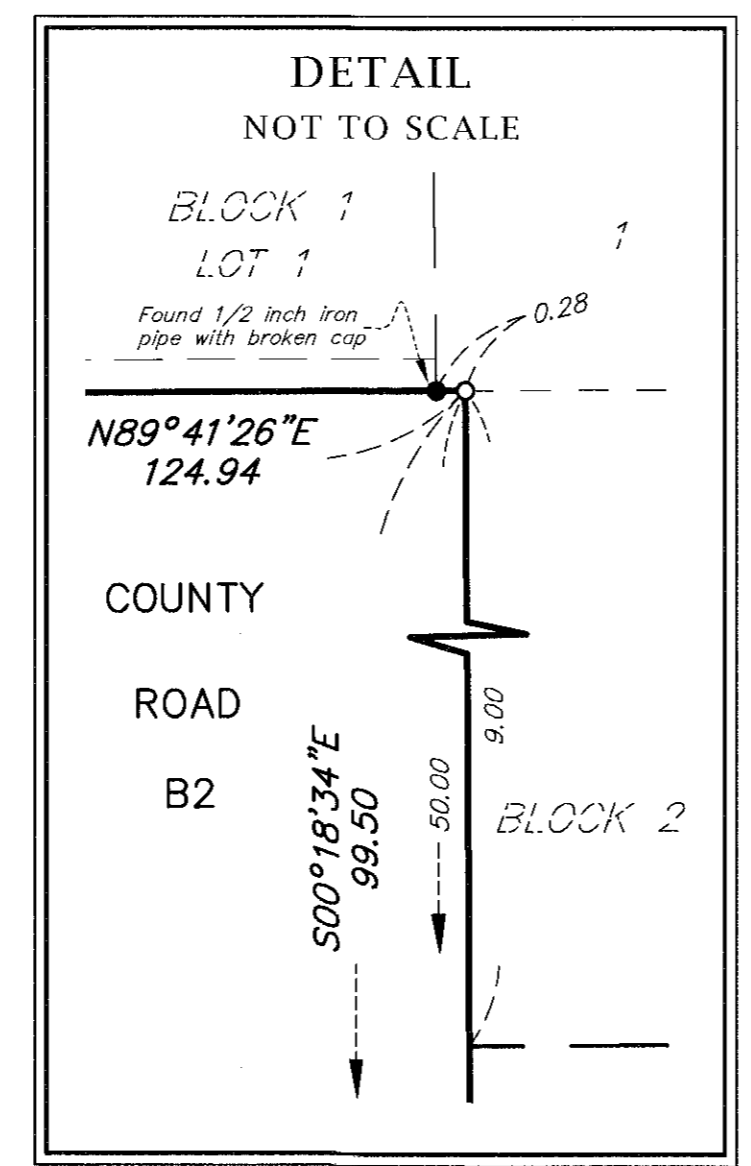 DETAIL
NOT TO SCALE
BLOCK 1
LOT 1
1
Found 1/2 inch iron
pipe with broken cap
0.28
N89°41'26"E
124.94
COUNTY
ROAD
B2
S00°18'34"E
99.50
50.00
9.00
BLOCK 2